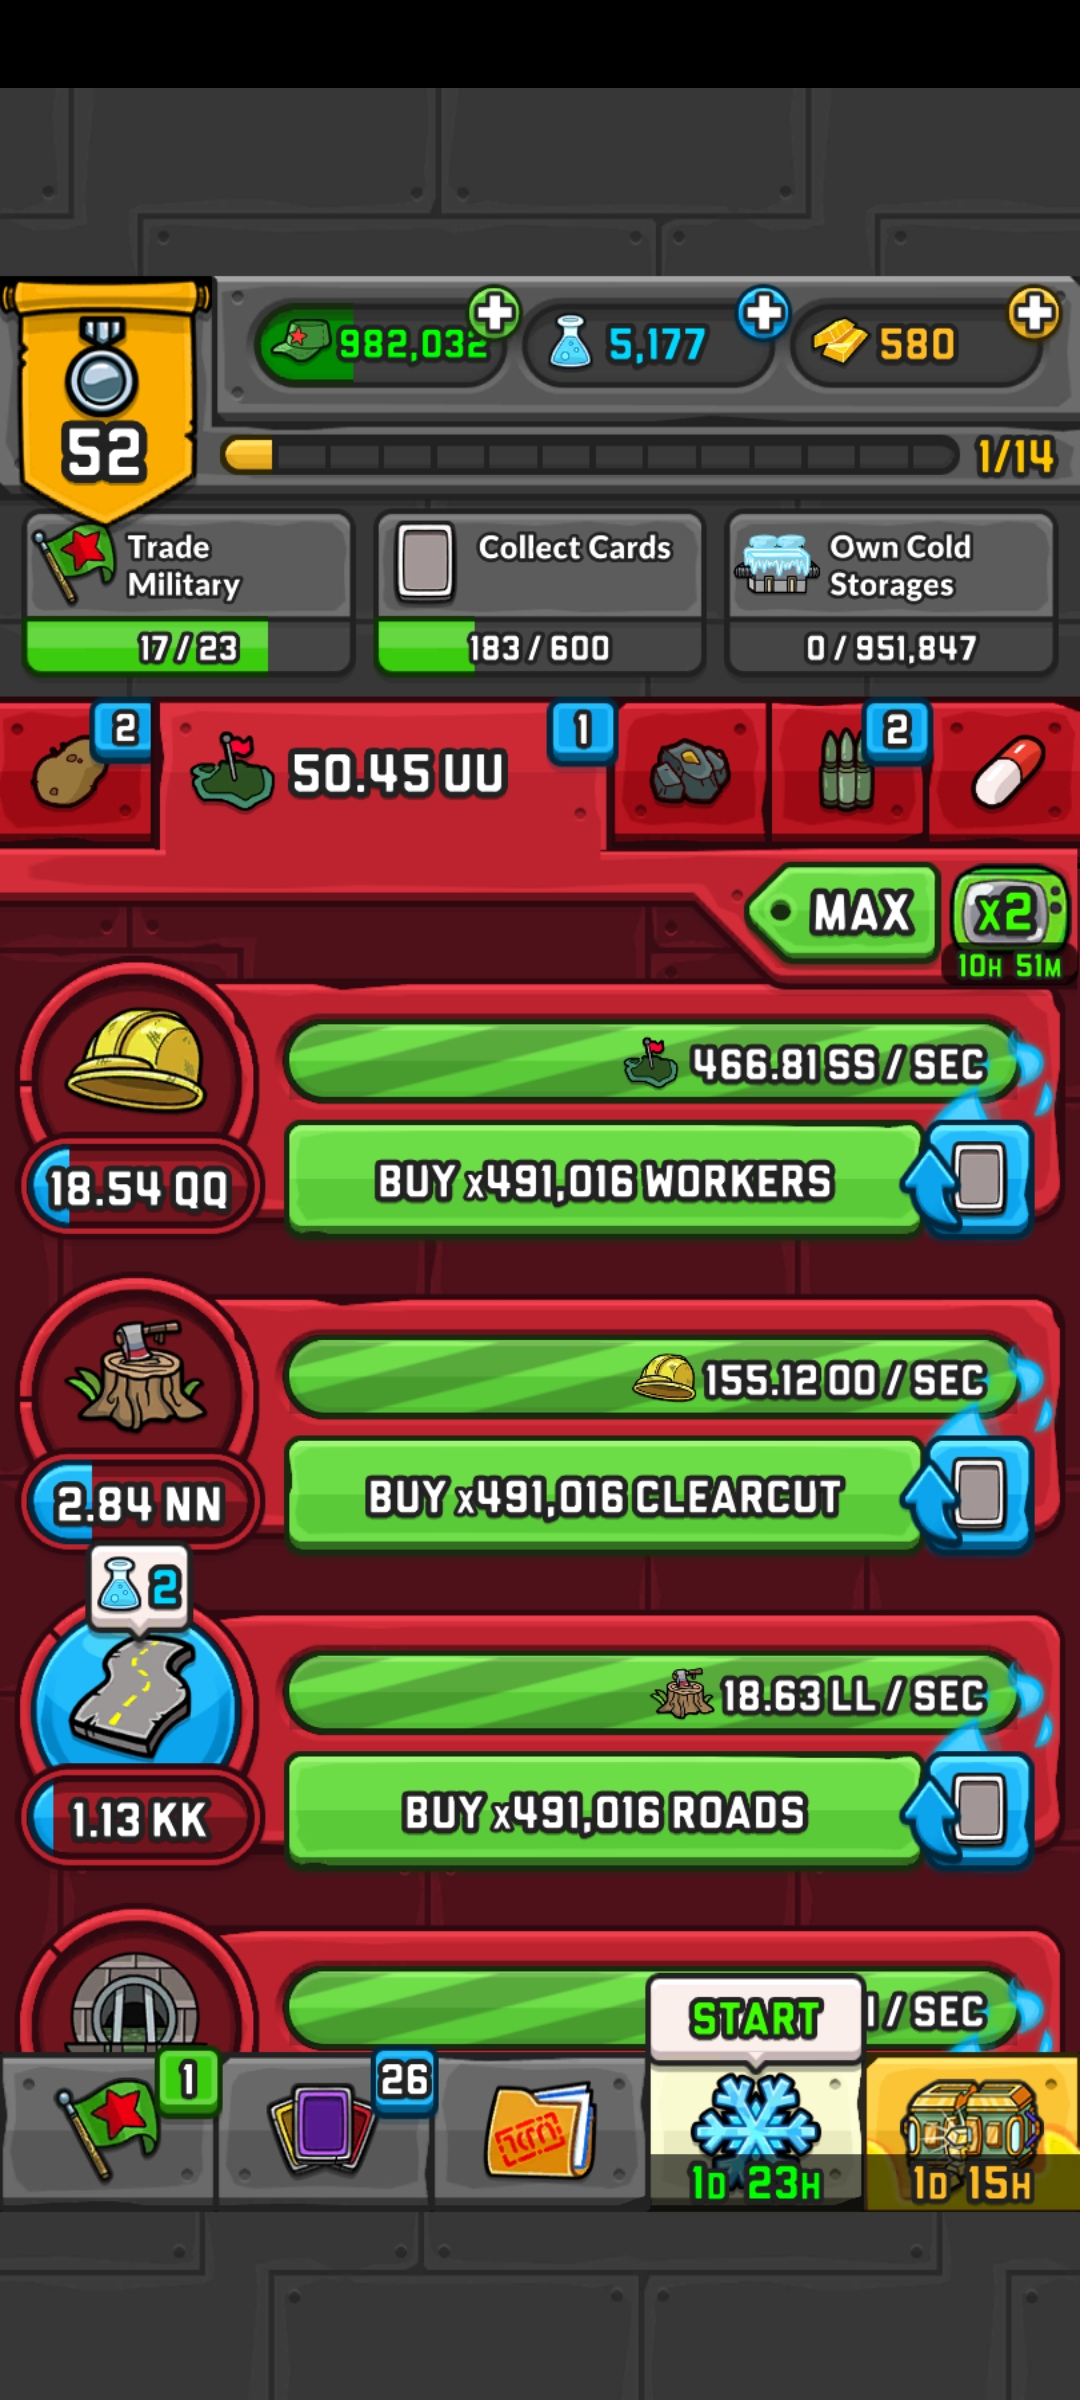 982,032
5,177
580
52
1/14
Trade
Military
17/23
Collect Cards
183/600
Own Cold
Storages
0/951,847
2
50.45 UU
1
2
MAX
x2
10H 51M
466.81 SS / SEC
18.54 QQ
BUY x491,016 WORKERS
155.12 OO / SEC
2.84 NN
BUY x491,016 CLEARCUT
2
18.63 LL / SEC
1.13 KK
BUY x491,016 ROADS
/ SEC
START
1
26
1D 23H
1D 15H